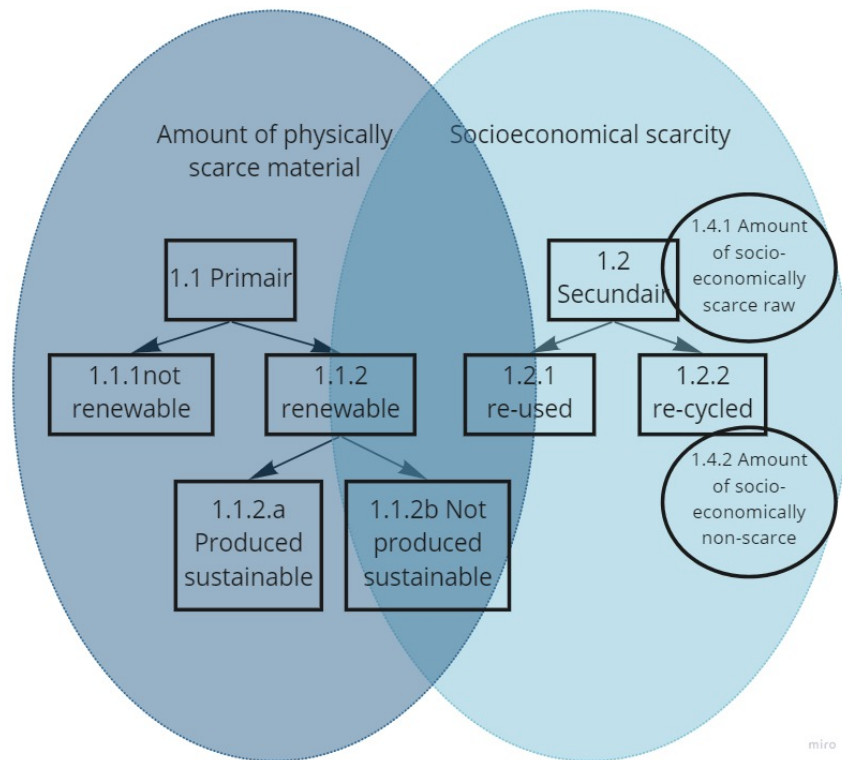 Amount of physically
scarce material
Socioeconomical scarcity
1.1 Primair
1.2
Secundair
1.4.1 Amount
of socio-
economically
scarce raw
1.1.1not
renewable
1.1.2
renewable
1.2.1
re-used
1.2.2
re-cycled
1.1.2.a
Produced
sustainable
1.1.2b Not
produced
sustainable
1.4.2 Amount
of socio-
economically
non-scarce
miro